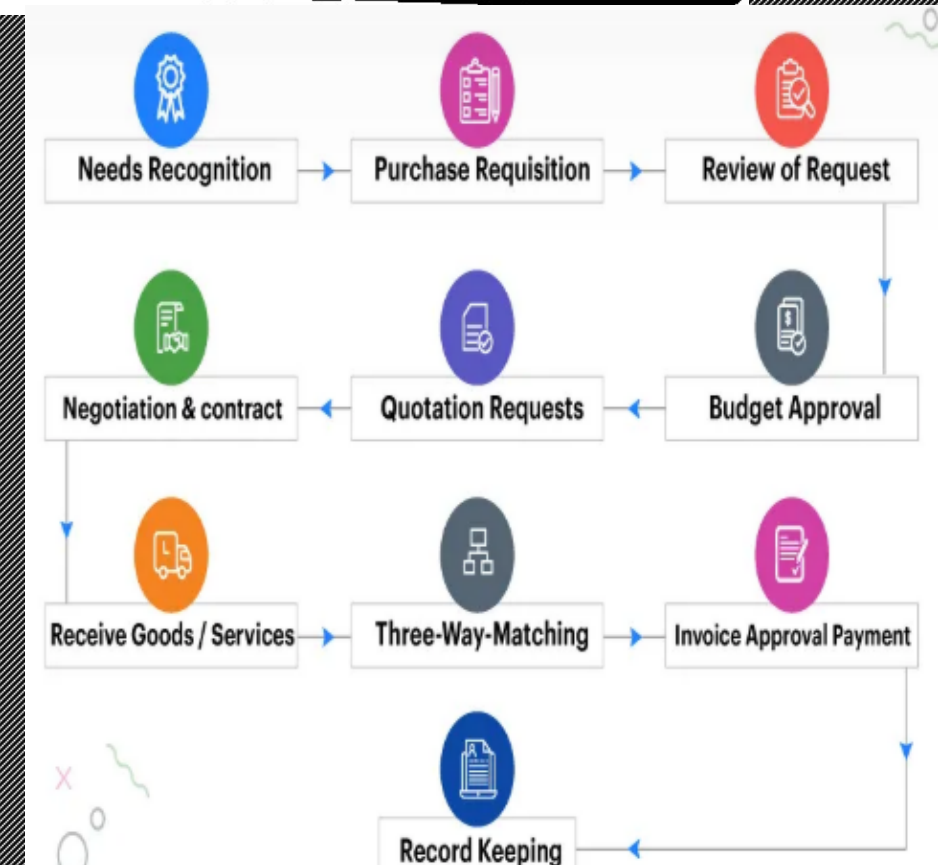 Needs Recognition
Purchase Requisition
Review of Request
Negotiation & contract
Quotation Requests
Budget Approval
Receive Goods / Services
Three-Way-Matching
Invoice Approval Payment
Record Keeping